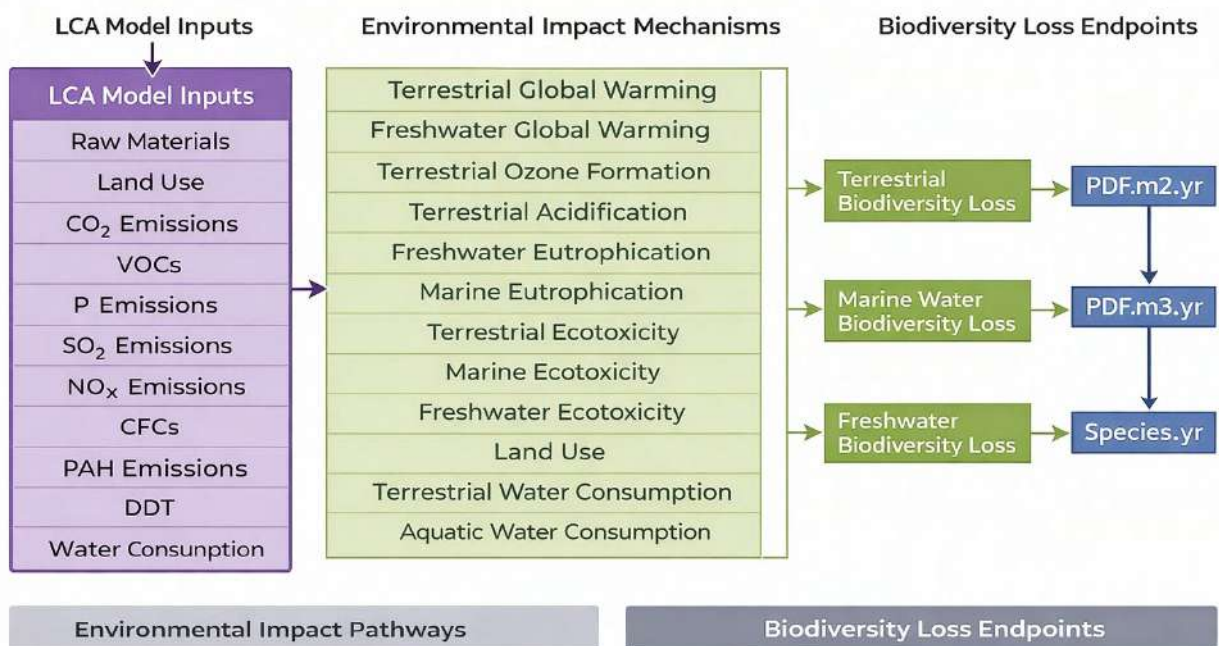 LCA Model Inputs
Environmental Impact Mechanisms
Biodiversity Loss Endpoints
LCA Model Inputs
Raw Materials
Land Use
CO₂ Emissions
VOCs
P Emissions
SO₂ Emissions
NOₓ Emissions
CFCs
PAH Emissions
DDT
Water Consunption
Terrestrial Global Warming
Freshwater Global Warming
Terrestrial Ozone Formation
Terrestrial Acidification
Freshwater Eutrophication
Marine Eutrophication
Terrestrial Ecotoxicity
Marine Ecotoxicity
Freshwater Ecotoxicity
Land Use
Terrestrial Water Consumption
Aquatic Water Consumption
Terrestrial
Biodiversity Loss
PDF.m2.yr
Marine Water
Biodiversity Loss
PDF.m3.yr
Freshwater
Biodiversity Loss
Species.yr
Environmental Impact Pathways
Biodiversity Loss Endpoints